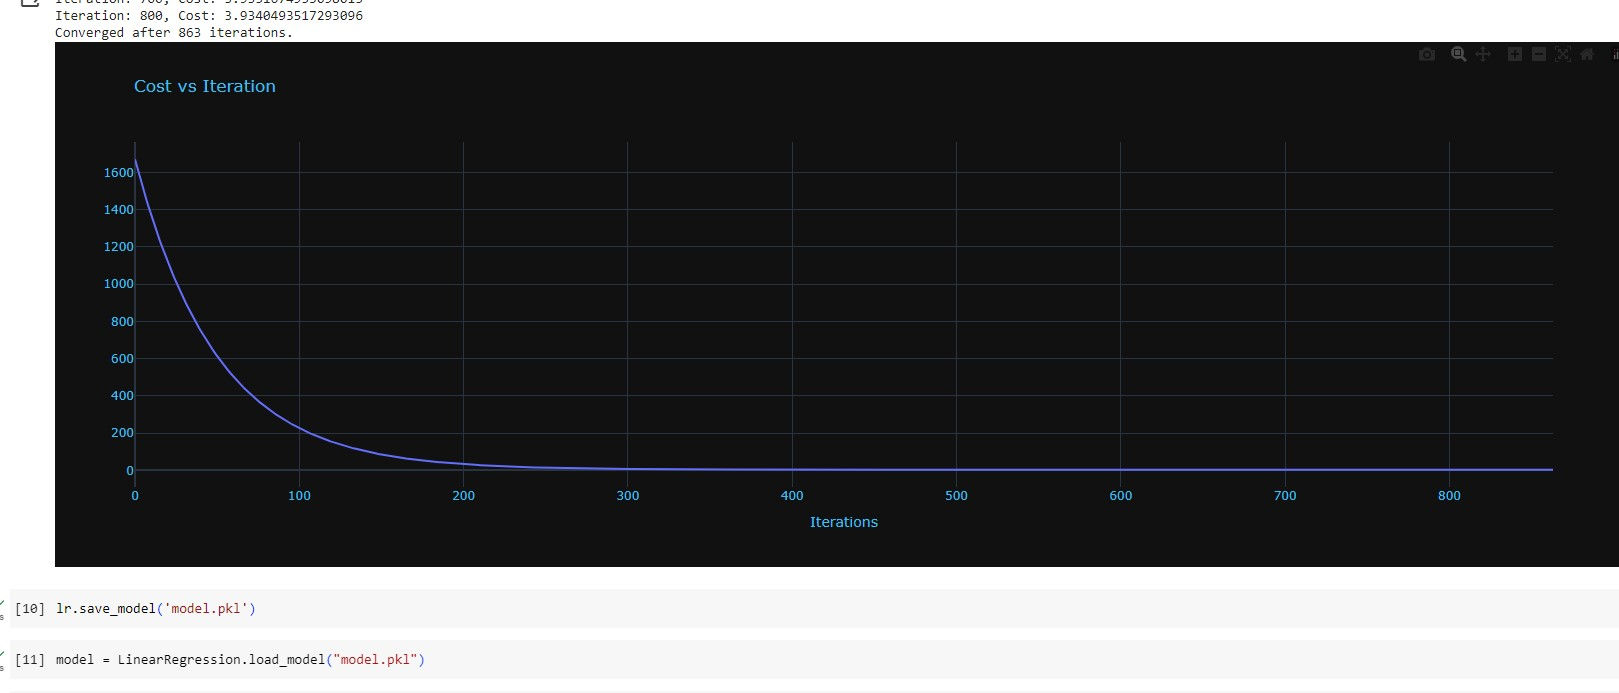 Iteration: 800, Cost: 3.9340493517293096
Converged after 863 iterations.
Cost vs Iteration
1600
1400
1200
1000
800
600
400
200
0
0 100 200 300 400 500 600 700 800
Iterations
[10] lr.save_model('model.pkl')
s
[11] model = LinearRegression.load_model("model.pkl")
s